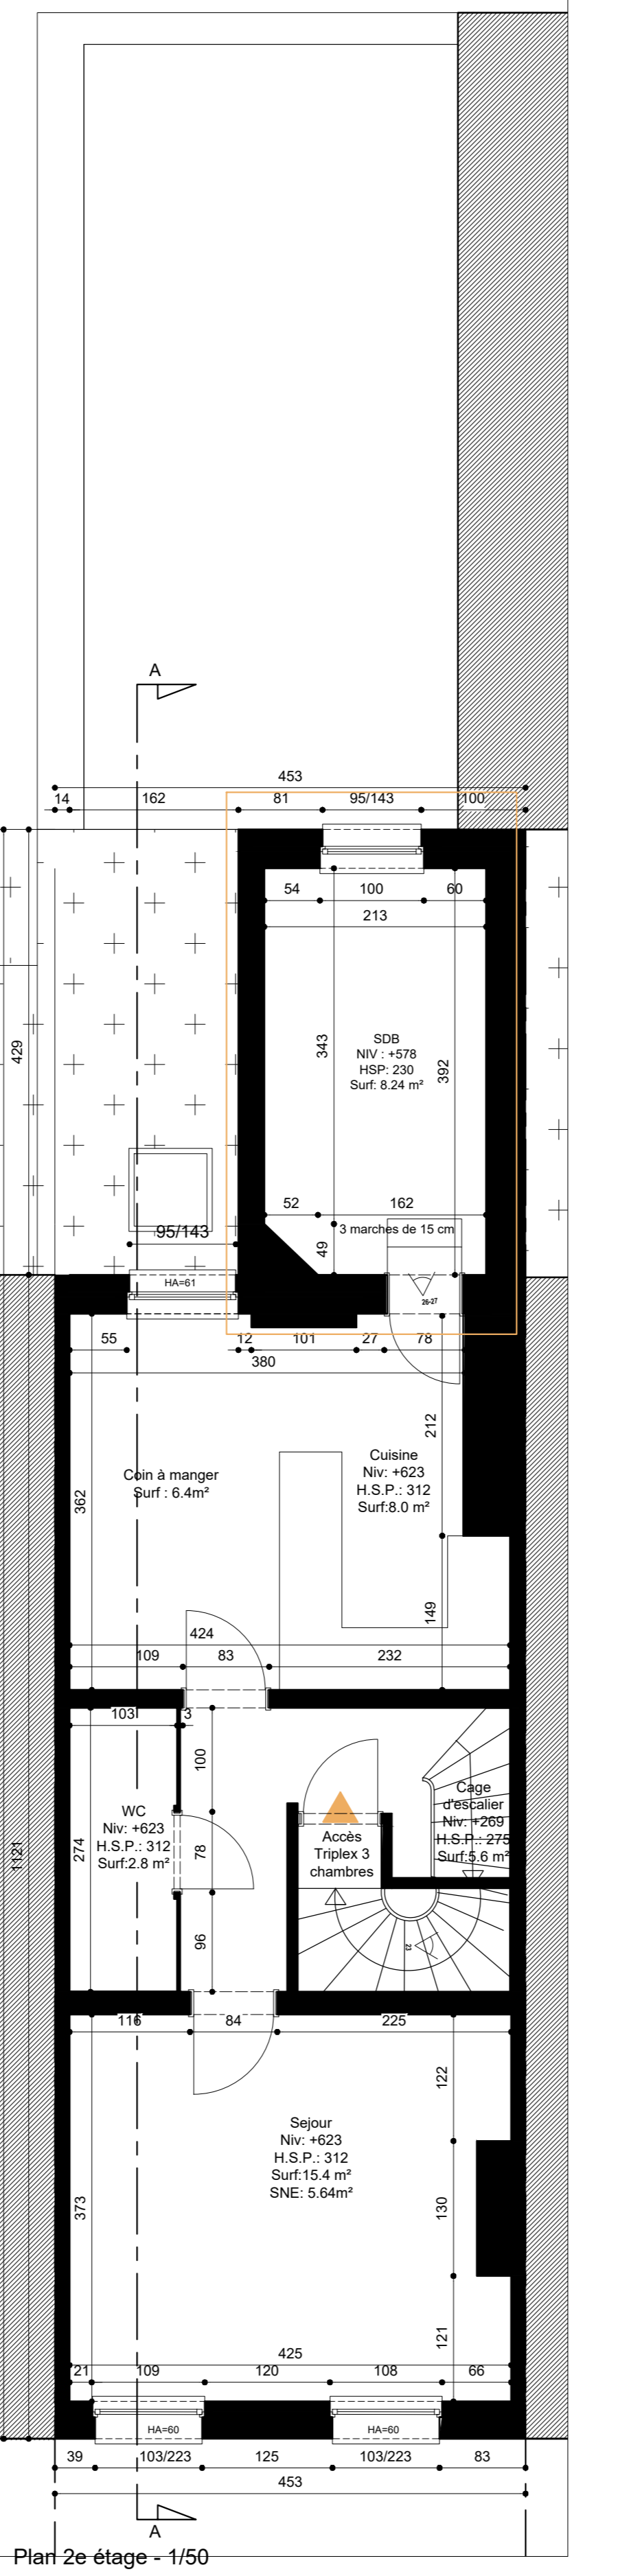 A
453
14
162
81
95/143
100
54
100
60
213
343
392
SDB
NIV : +578
HSP: 230
Surf: 8.24 m²
429
52
162
3 marches de 15 cm
49
95/143
HA=61
26-27
55
12
101
27
78
380
212
Coin à manger
Surf : 6.4m²
Cuisine
Niv: +623
H.S.P.: 312
Surf:8.0 m²
362
149
424
109
83
232
103
3
100
WC
Niv: +623
H.S.P.: 312
Surf:2.8 m²
274
78
96
1121
Accès
Triplex 3
chambres
Cage
d'escalier
Niv: +269
H.S.P.: 275
Surf:5.6 m²
23
116
84
225
122
Sejour
Niv: +623
H.S.P.: 312
Surf:15.4 m²
SNE: 5.64m²
373
130
121
425
21
109
120
108
66
HA=60
HA=60
39
103/223
125
103/223
83
453
A
Plan 2e étage - 1/50